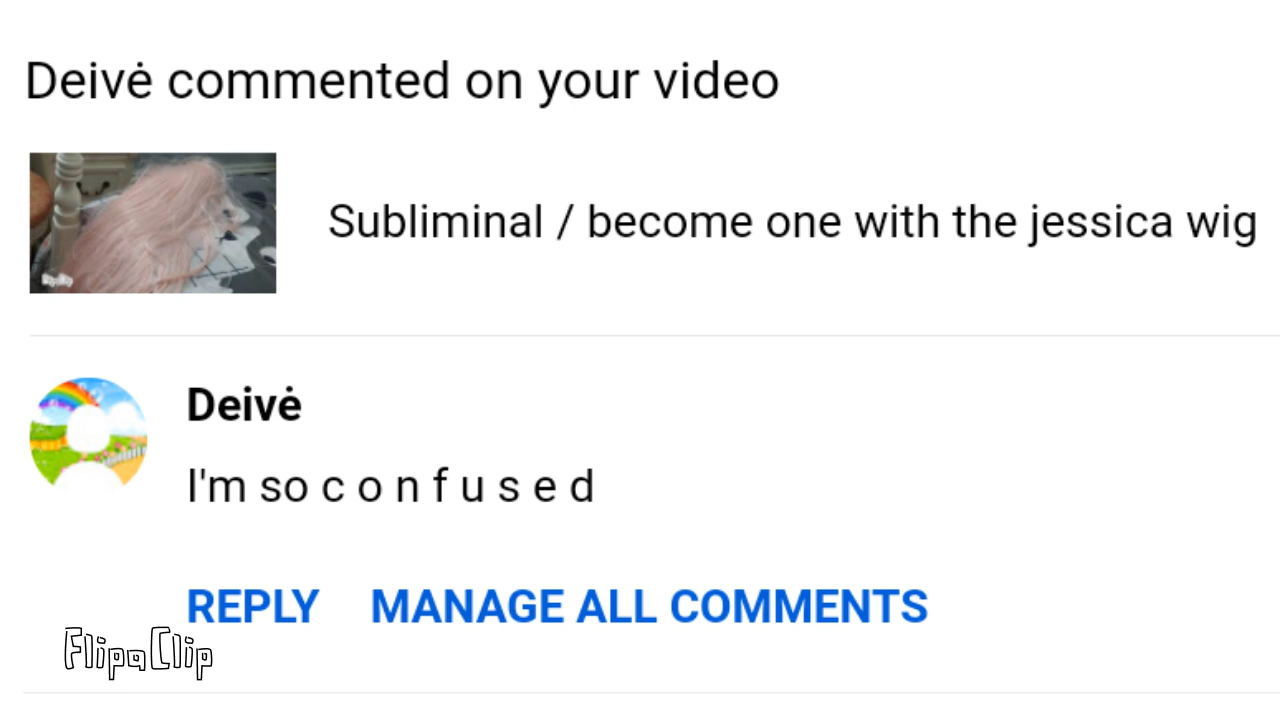 Deivė commented on your video
Subliminal / become one with the jessica wig
Deivė
I'm so c o n f u s e d
REPLY MANAGE ALL COMMENTS
FlipaClip